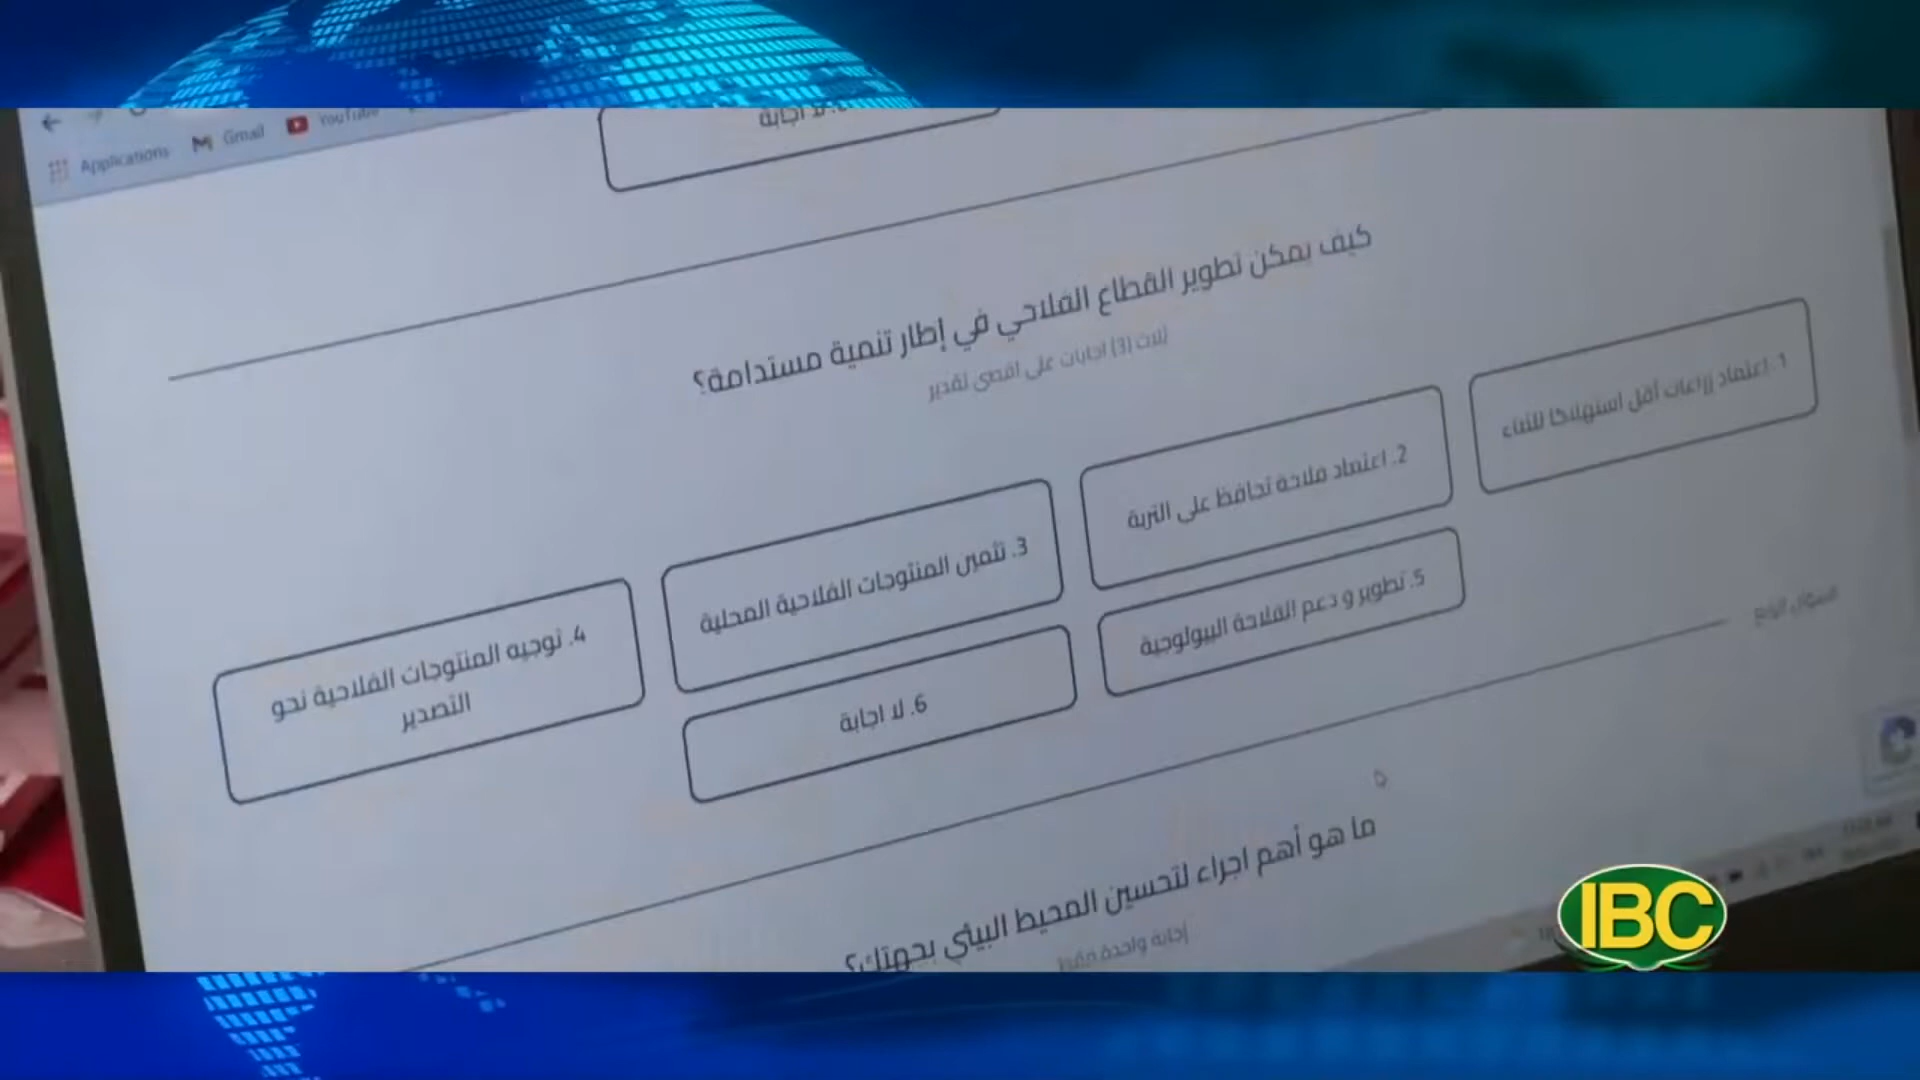 Applications
Gmail
YouTube
لا اجابة
كيف يمكن تطوير القطاع الفلاحي في إطار تنمية مستدامة؟
ثلاث (3) اجابات على اقصى تقدير
1. اعتماد زراعات أقل استهلاكا للماء
2. اعتماد فلاحة تحافظ على التربة
3. تثمين المنتوجات الفلاحية المحلية
4. توجيه المنتوجات الفلاحية نحو
التصدير
5. تطوير و دعم الفلاحة البيولوجية
6. لا اجابة
السؤال الرابع
ما هو أهم اجراء لتحسين المحيط البيئي بجهتك؟
إجابة واحدة فقط
IBC